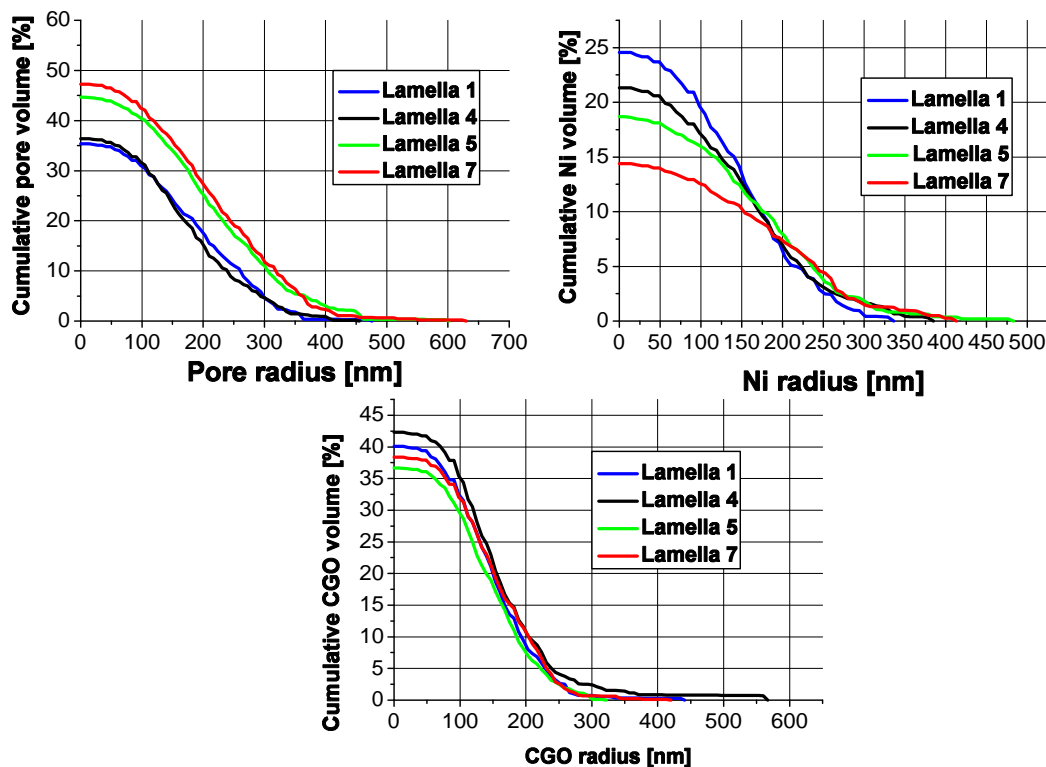 Cumulative pore volume [%]
60
50
40
30
20
10
0
0 100 200 300 400 500 600 700
Pore radius [nm]
Lamella 1
Lamella 4
Lamella 5
Lamella 7
Cumulative Ni volume [%]
25
20
15
10
5
0
0 50 100 150 200 250 300 350 400 450 500
Ni radius [nm]
Lamella 1
Lamella 4
Lamella 5
Lamella 7
Cumulative CGO volume [%]
45
40
35
30
25
20
15
10
5
0
0 100 200 300 400 500 600
CGO radius [nm]
Lamella 1
Lamella 4
Lamella 5
Lamella 7